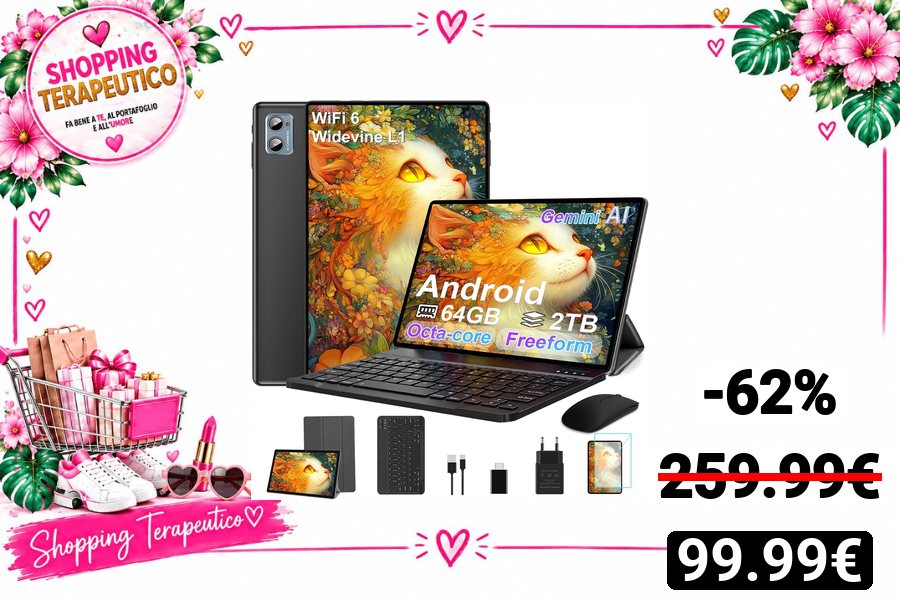 SHOPPING
TERAPEUTICO
FA BENE A TE, AL PORTAFOGLIO
E ALL'UMORE
WiFi 6
Widevine L1
Gemini AI
Android
64GB
2TB
Octa-core
Freeform
-62%
259.99€
99.99€
Shopping Terapeutico